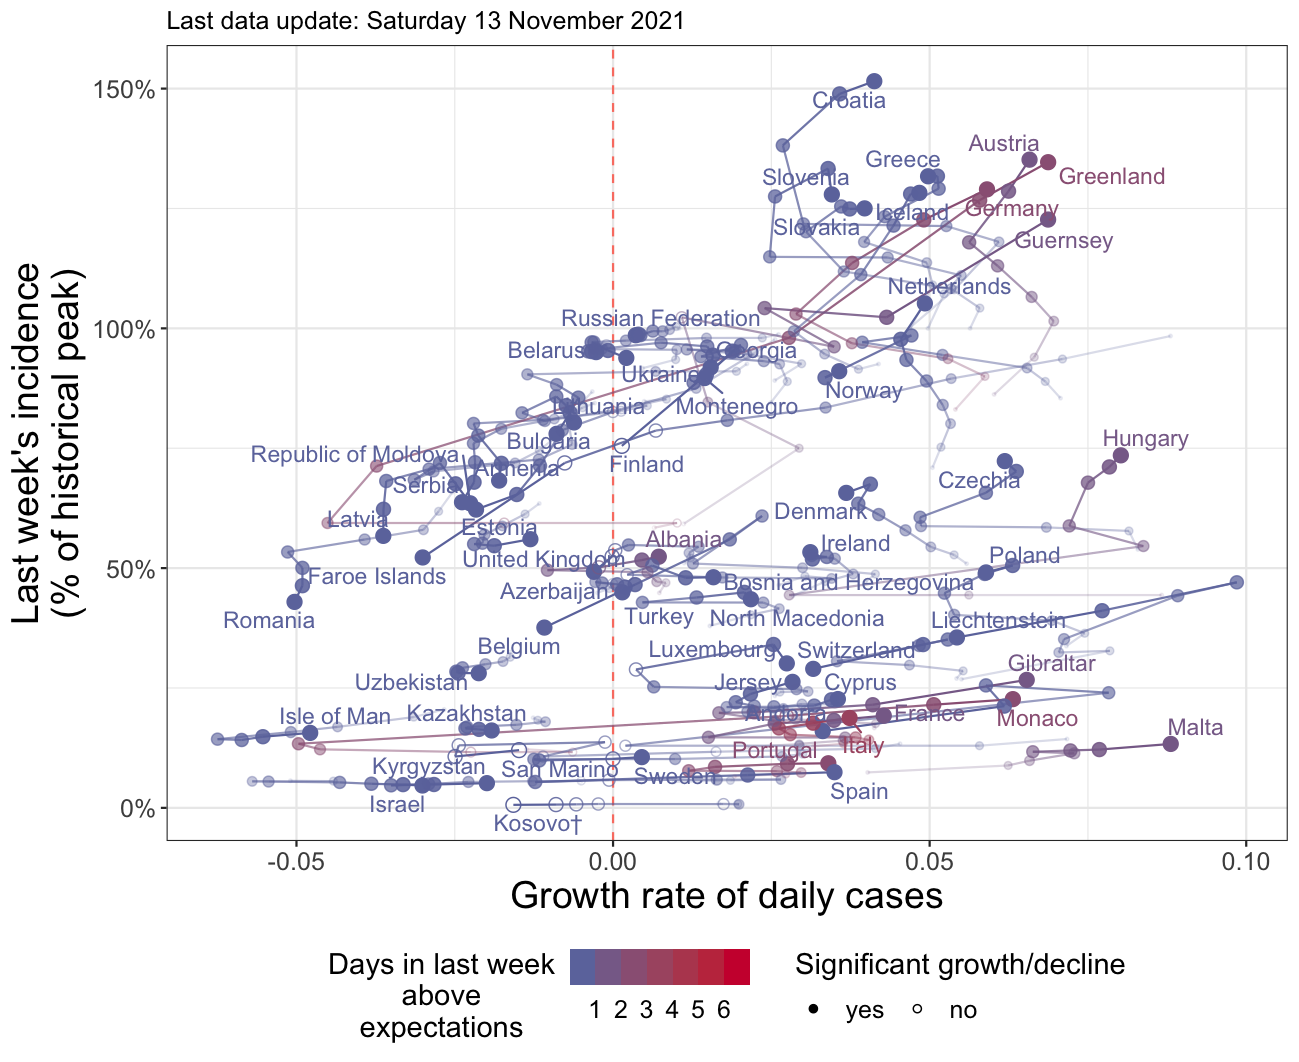 Last data update: Saturday 13 November 2021
Last week's incidence
(% of historical peak)
150%
100%
50%
0%
Croatia
Austria
Greece
Slovenia
Greenland
Iceland
Germany
Slovakia
Guernsey
Netherlands
Russian Federation
Belarus
Georgia
Ukraine
Norway
Lithuania
Montenegro
Bulgaria
Hungary
Republic of Moldova
Finland
Armenia
Serbia
Czechia
Latvia
Denmark
Estonia
Albania
Ireland
United Kingdom
Poland
Faroe Islands
Azerbaijan
Bosnia and Herzegovina
Romania
Turkey
North Macedonia
Liechtenstein
Belgium
Luxembourg
Switzerland
Gibraltar
Uzbekistan
Jersey
Cyprus
Isle of Man
Kazakhstan
Andorra
France
Monaco
Malta
Portugal
Italy
Kyrgyzstan
San Marino
Sweden
Israel
Spain
Kosovo†
-0.05
0.00
0.05
0.10
Growth rate of daily cases
Days in last week
above
expectations
1 2 3 4 5 6
Significant growth/decline
yes
no